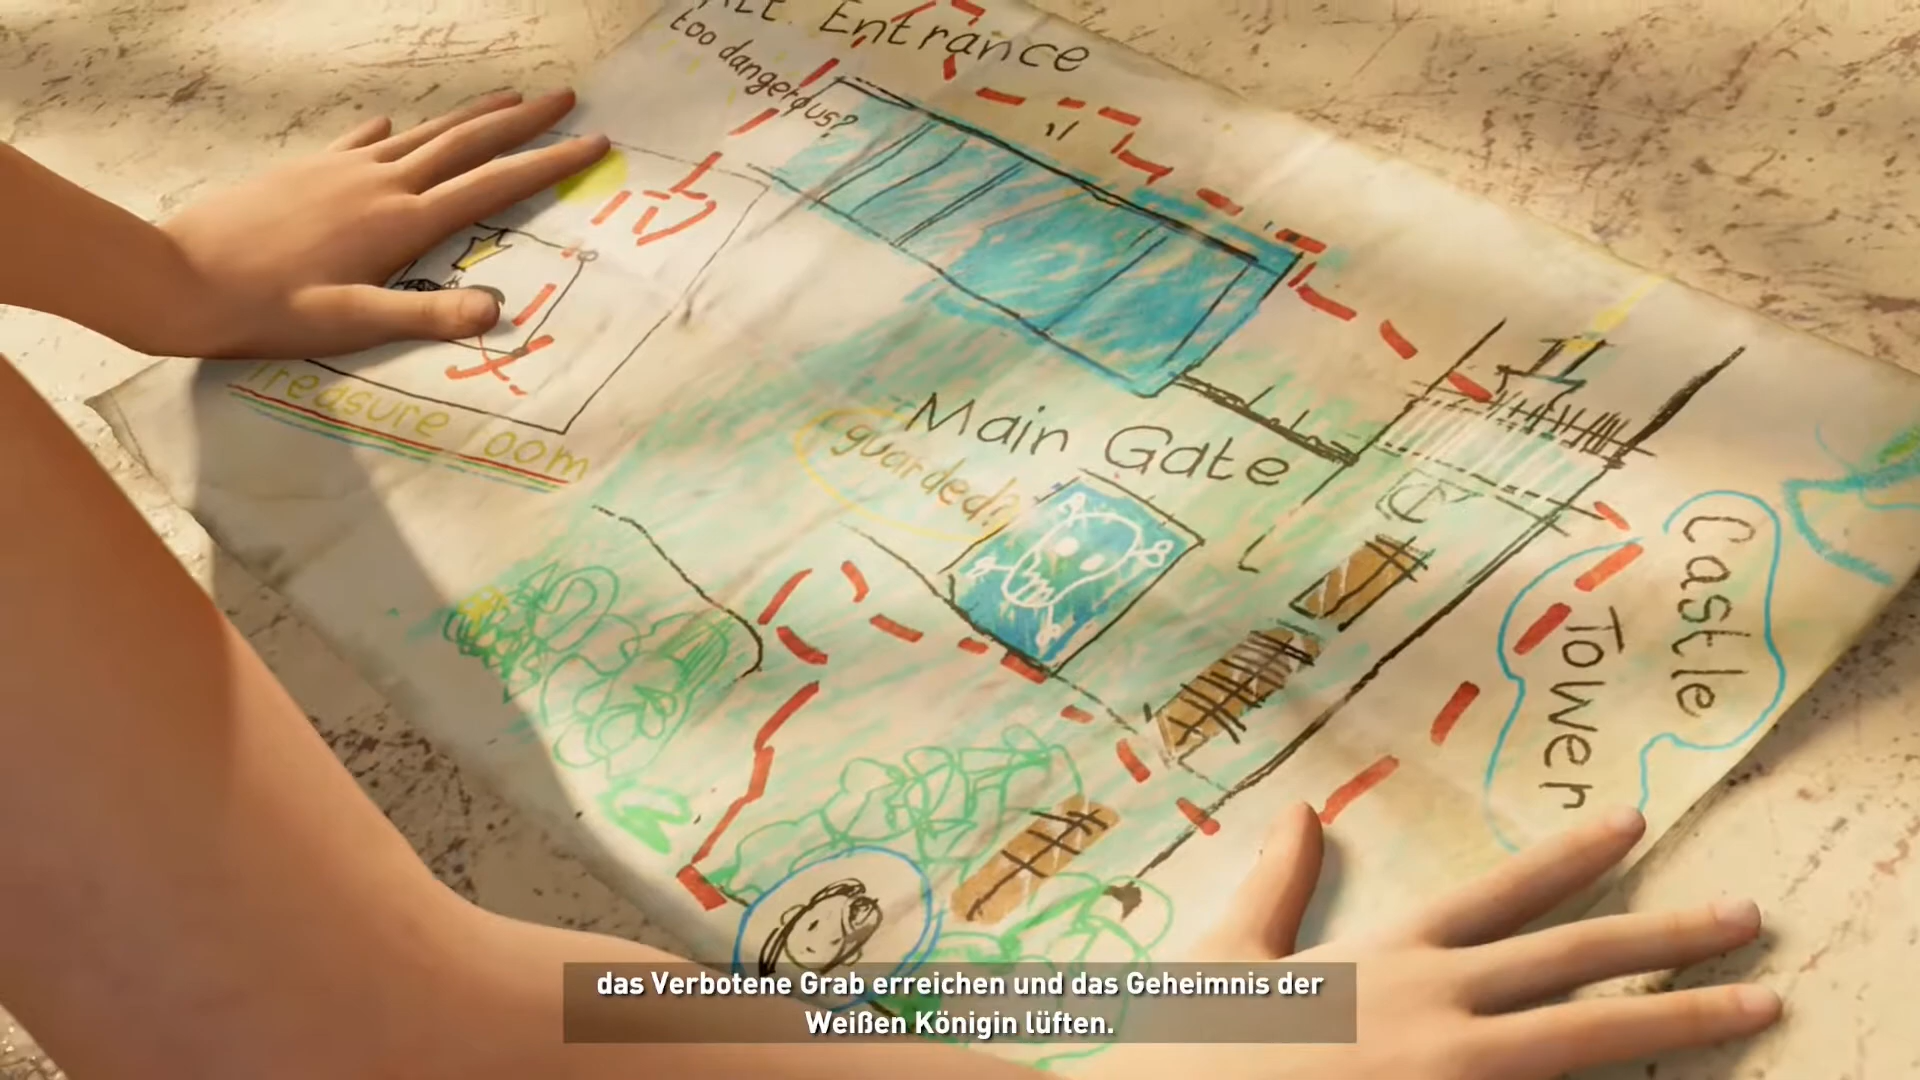 Entrance
too dangerous?
Treasure room
Main Gate
(guarded?)
Castle
Tower
das Verbotene Grab erreichen und das Geheimnis der
Weißen Königin lüften.